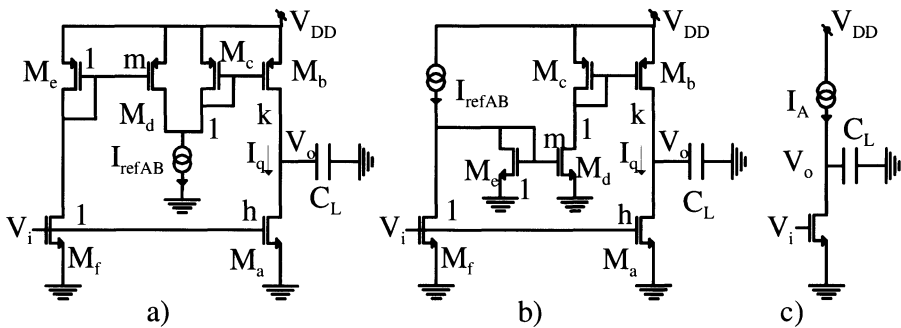 V_DD
1
m
M_c
M_e
M_d
M_b
1
k
V_o
I_refAB
I_q
C_L
V_i
1
h
M_f
M_a
a)
V_DD
I_refAB
M_c
M_b
m
1
k
V_o
M_e
1
M_d
I_q
C_L
V_i
1
h
M_f
M_a
b)
V_DD
I_A
C_L
V_o
V_i
c)